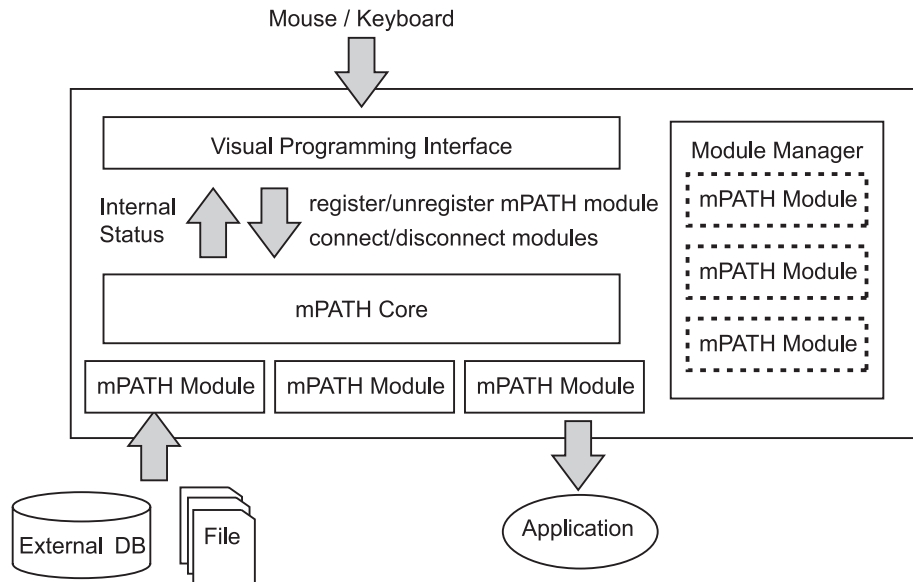 Mouse / Keyboard
Visual Programming Interface
Module Manager
mPATH Module
mPATH Module
mPATH Module
Internal
Status
register/unregister mPATH module
connect/disconnect modules
mPATH Core
mPATH Module
mPATH Module
mPATH Module
External DB
File
Application